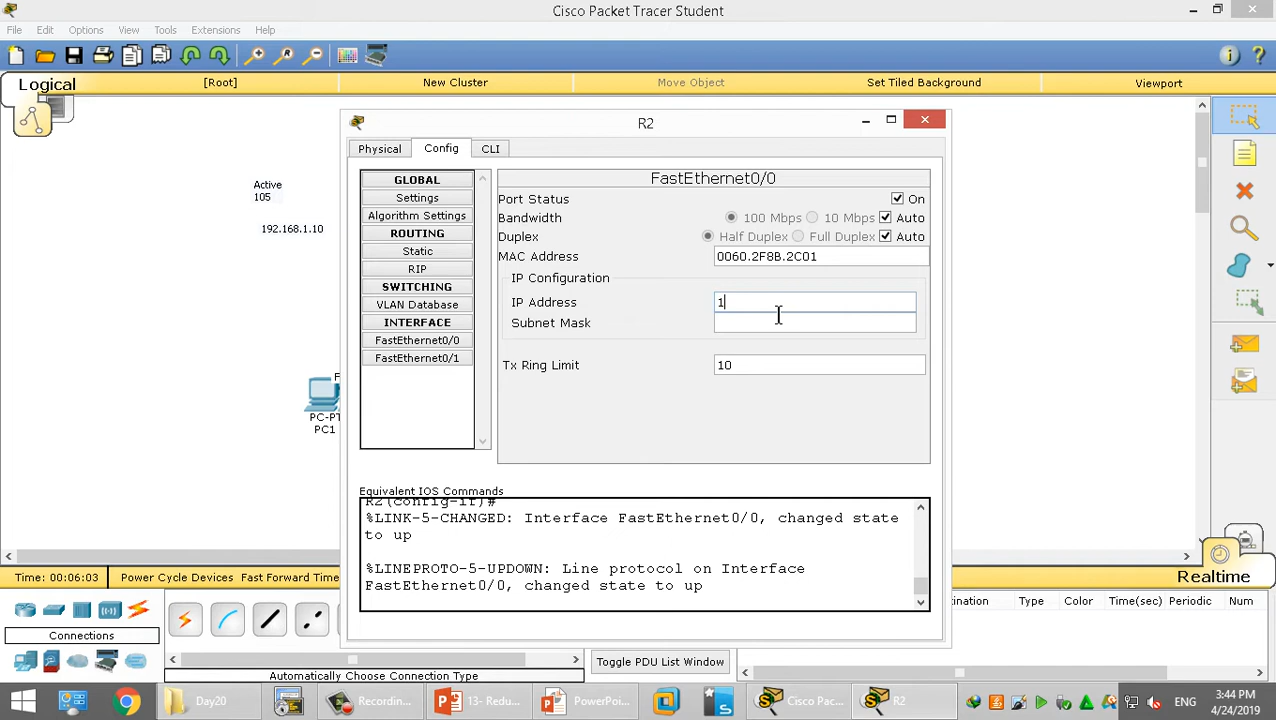 Cisco Packet Tracer Student
File Edit Options View Tools Extensions Help
Logical [Root] New Cluster Move Object Set Tiled Background Viewport
Active
105
192.168.1.10
PC-PT
PC1
R2
Physical Config CLI
GLOBAL
Settings
Algorithm Settings
ROUTING
Static
RIP
SWITCHING
VLAN Database
INTERFACE
FastEthernet0/0
FastEthernet0/1
FastEthernet0/0
Port Status On
Bandwidth 100 Mbps 10 Mbps Auto
Duplex Half Duplex Full Duplex Auto
MAC Address 0060.2F8B.2C01
IP Configuration
IP Address 1
Subnet Mask
Tx Ring Limit 10
Equivalent IOS Commands
R2(config-if)#
%LINK-5-CHANGED: Interface FastEthernet0/0, changed state
to up
%LINEPROTO-5-UPDOWN: Line protocol on Interface
FastEthernet0/0, changed state to up
Time: 00:06:03 Power Cycle Devices Fast Forward Time
Realtime
Connections
Automatically Choose Connection Type
Toggle PDU List Window
Type Color Time(sec) Periodic Num
Day20 Recordin... 13- Redu... PowerPoi... Cisco Pac... R2
ENG
3:44 PM
4/24/2019